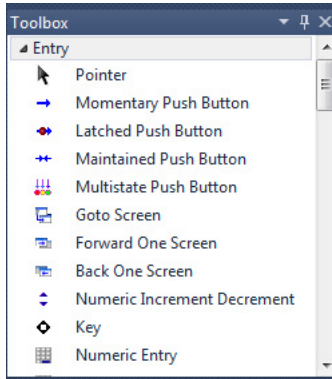 Toolbox
Entry
Pointer
Momentary Push Button
Latched Push Button
Maintained Push Button
Multistate Push Button
Goto Screen
Forward One Screen
Back One Screen
Numeric Increment Decrement
Key
Numeric Entry